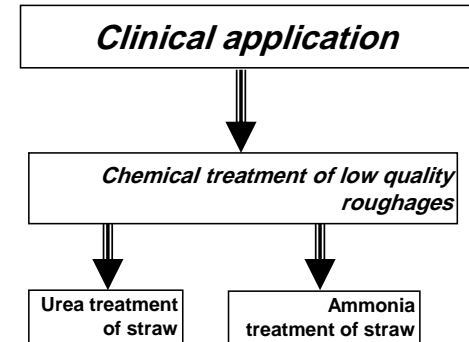 Clinical application
Chemical treatment of low quality
roughages
Urea treatment
of straw
Ammonia
treatment of straw